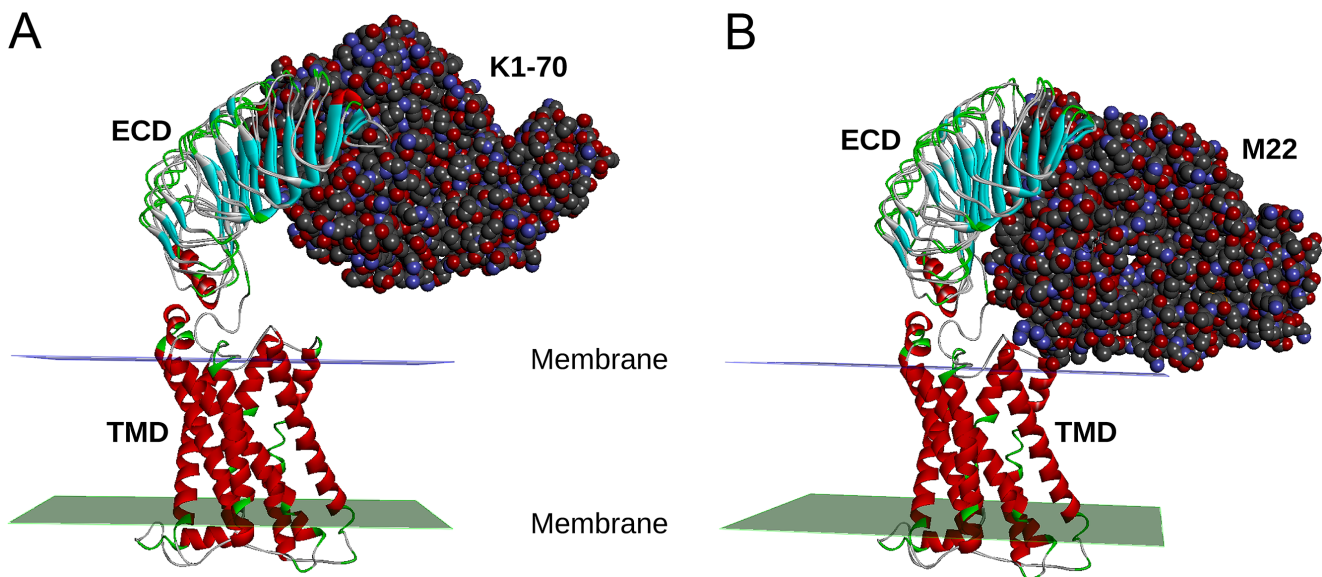 A
B
K1-70
ECD
ECD
M22
Membrane
TMD
TMD
Membrane